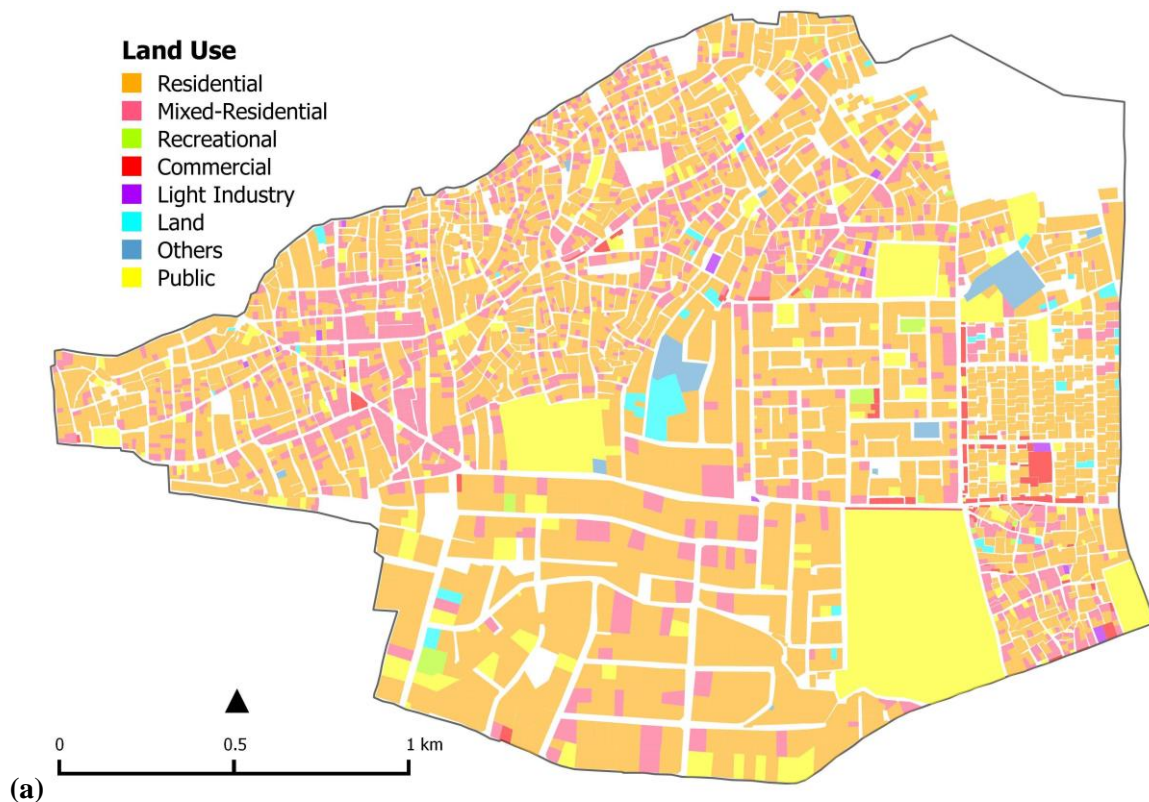 Land Use
Residential
Mixed-Residential
Recreational
Commercial
Light Industry
Land
Others
Public
0 0.5 1 km
(a)